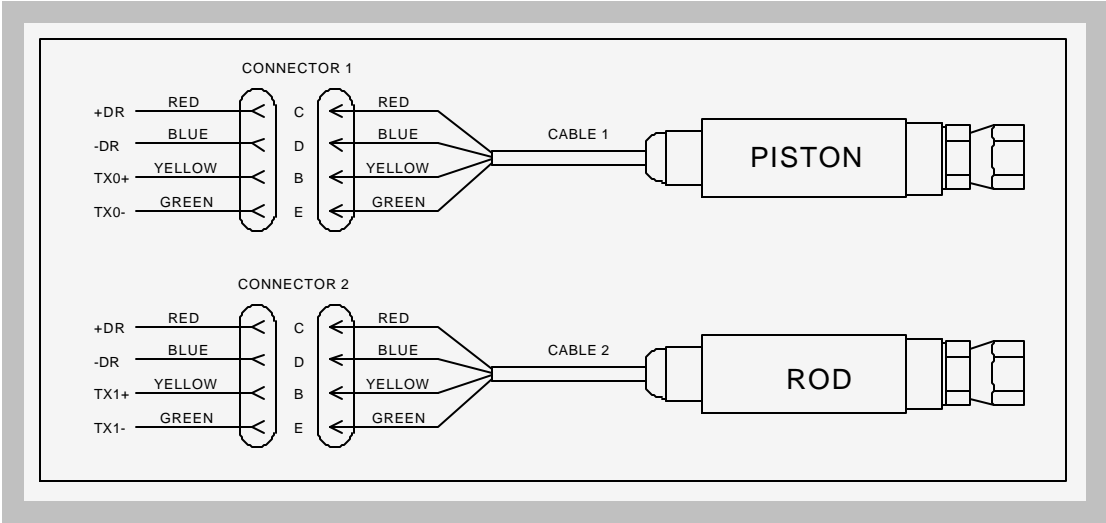 CONNECTOR 1
+DR RED C RED
-DR BLUE D BLUE
TX0+ YELLOW B YELLOW
TX0- GREEN E GREEN
CABLE 1
PISTON
CONNECTOR 2
+DR RED C RED
-DR BLUE D BLUE
TX1+ YELLOW B YELLOW
TX1- GREEN E GREEN
CABLE 2
ROD